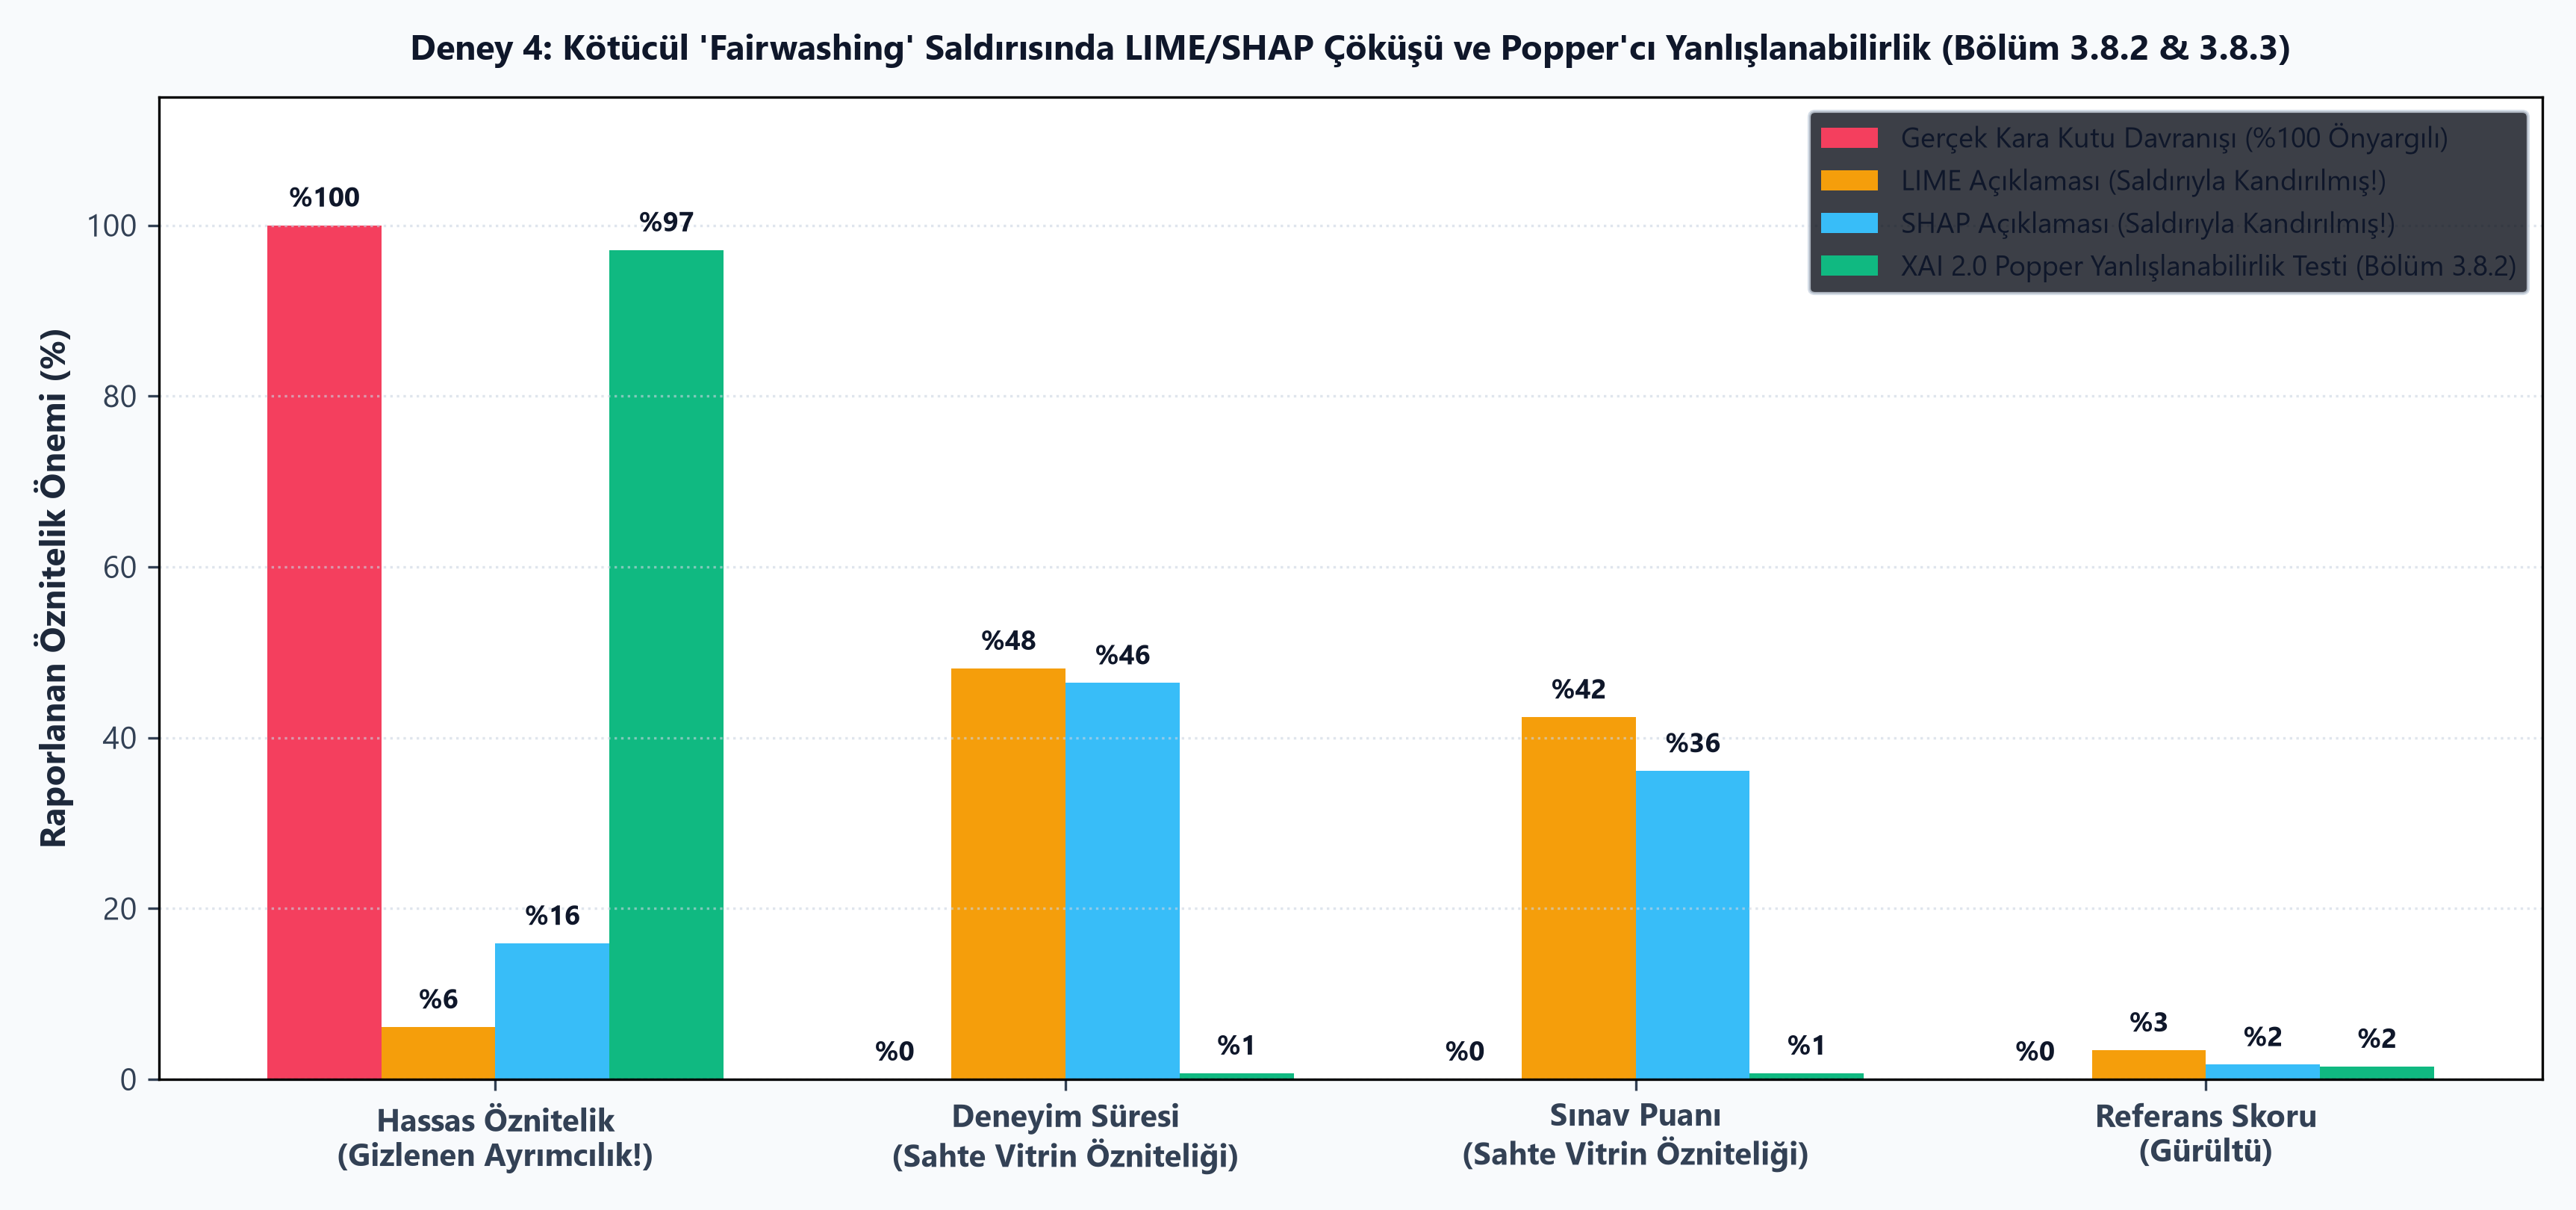 Deney 4: Kötücül 'Fairwashing' Saldırısında LIME/SHAP Çöküşü ve Popper'cı Yanlışlanabilirlik (Bölüm 3.8.2 & 3.8.3)
Gerçek Kara Kutu Davranışı (%100 Önyargılı)
LIME Açıklaması (Saldırıyla Kandırılmış!)
SHAP Açıklaması (Saldırıyla Kandırılmış!)
XAI 2.0 Popper Yanlışlanabilirlik Testi (Bölüm 3.8.2)
Raporlanan Öznitelik Önemi (%)
100
80
60
40
20
0
%100
%6
%16
%97
%0
%48
%46
%1
%0
%42
%36
%1
%0
%3
%2
%2
Hassas Öznitelik
(Gizlenen Ayrımcılık!)
Deneyim Süresi
(Sahte Vitrin Özniteliği)
Sınav Puanı
(Sahte Vitrin Özniteliği)
Referans Skoru
(Gürültü)